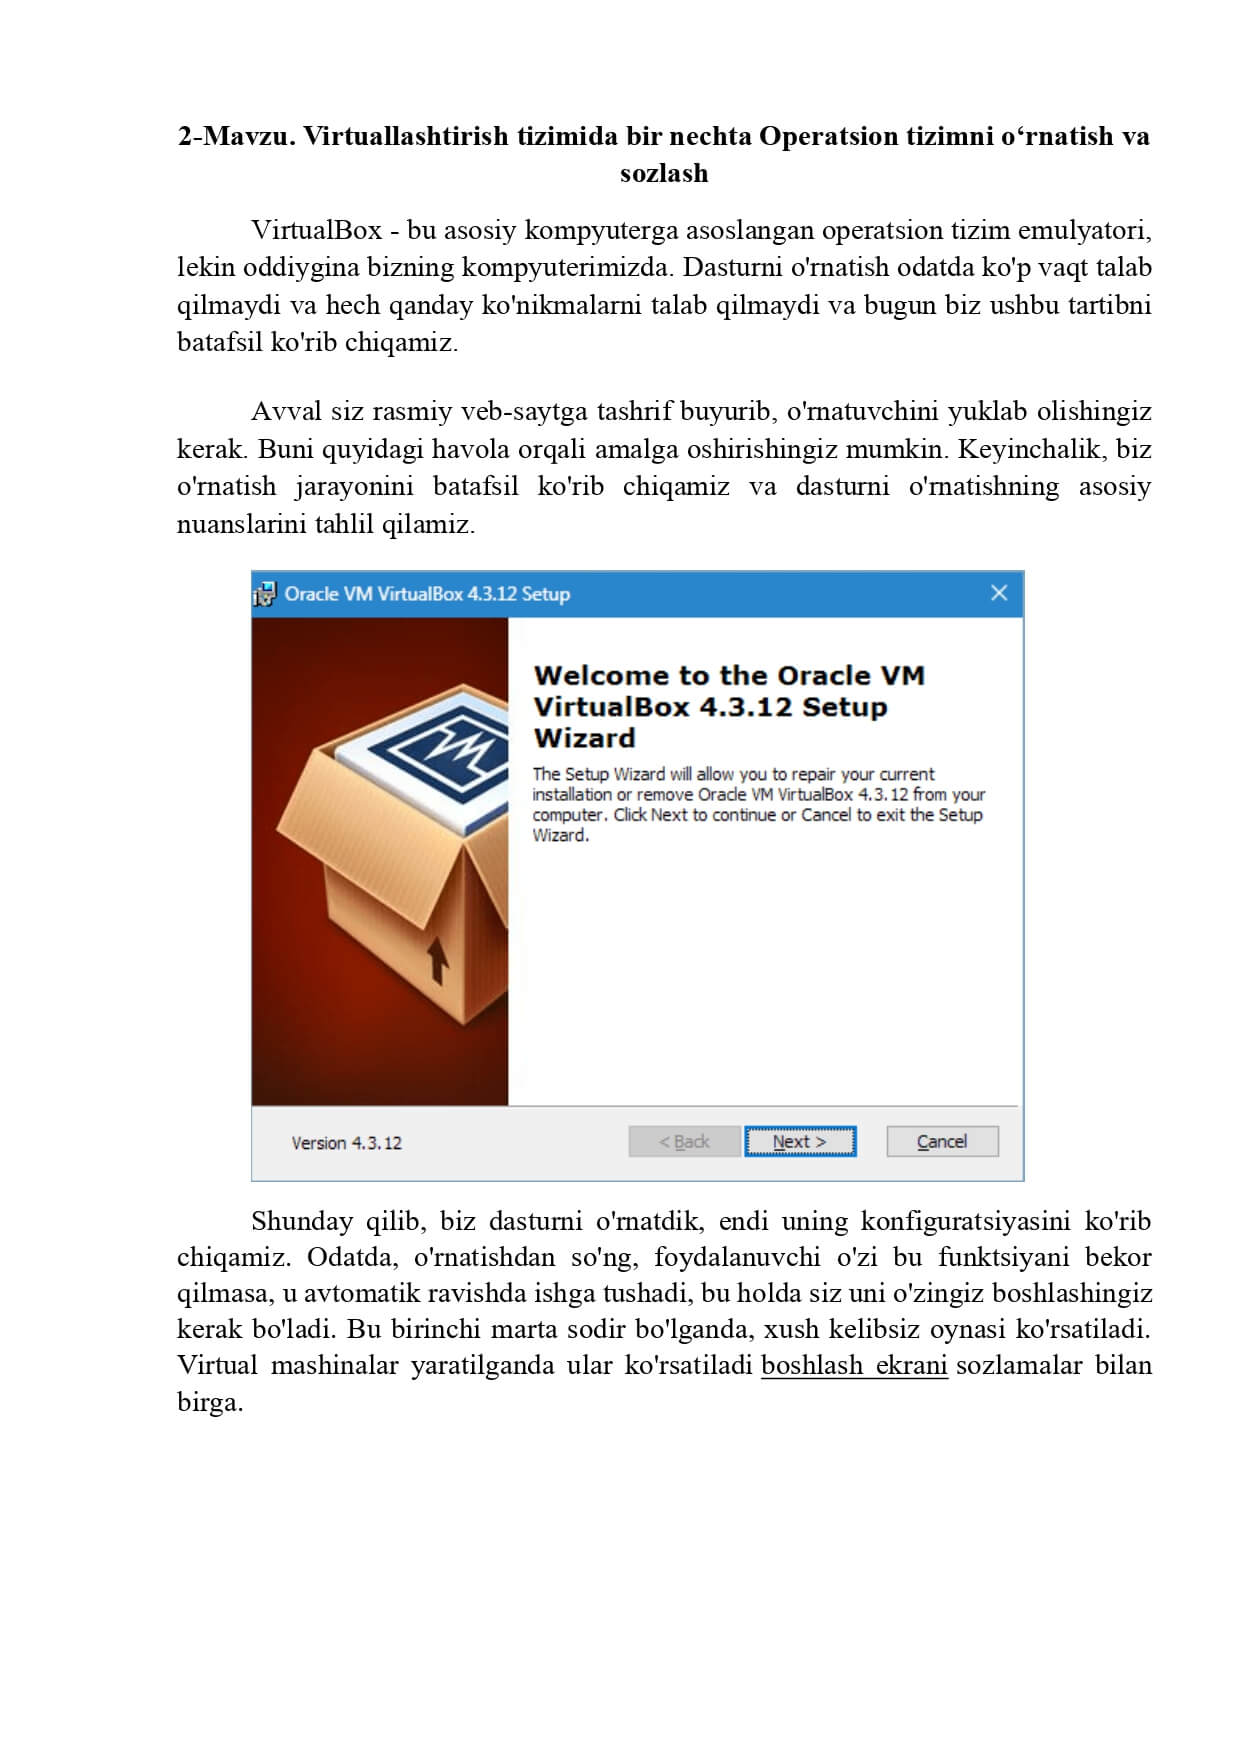 2-Mavzu. Virtuallashtirish tizimida bir nechta Operatsion tizimni o‘rnatish va
sozlash
VirtualBox - bu asosiy kompyuterga asoslangan operatsion tizim emulyatori,
lekin oddiygina bizning kompyuterimizda. Dasturni o'rnatish odatda ko'p vaqt talab
qilmaydi va hech qanday ko'nikmalarni talab qilmaydi va bugun biz ushbu tartibni
batafsil ko'rib chiqamiz.
Avval siz rasmiy veb-saytga tashrif buyurib, o'rnatuvchini yuklab olishingiz
kerak. Buni quyidagi havola orqali amalga oshirishingiz mumkin. Keyinchalik, biz
o'rnatish jarayonini batafsil ko'rib chiqamiz va dasturni o'rnatishning asosiy
nuanslarini tahlil qilamiz.
Oracle VM VirtualBox 4.3.12 Setup
Welcome to the Oracle VM
VirtualBox 4.3.12 Setup
Wizard
The Setup Wizard will allow you to repair your current
installation or remove Oracle VM VirtualBox 4.3.12 from your
computer. Click Next to continue or Cancel to exit the Setup
Wizard.
Version 4.3.12
< Back
Next >
Cancel
Shunday qilib, biz dasturni o'rnatdik, endi uning konfiguratsiyasini ko'rib
chiqamiz. Odatda, o'rnatishdan so'ng, foydalanuvchi o'zi bu funktsiyani bekor
qilmasa, u avtomatik ravishda ishga tushadi, bu holda siz uni o'zingiz boshlashingiz
kerak bo'ladi. Bu birinchi marta sodir bo'lganda, xush kelibsiz oynasi ko'rsatiladi.
Virtual mashinalar yaratilganda ular ko'rsatiladi boshlash ekrani sozlamalar bilan
birga.